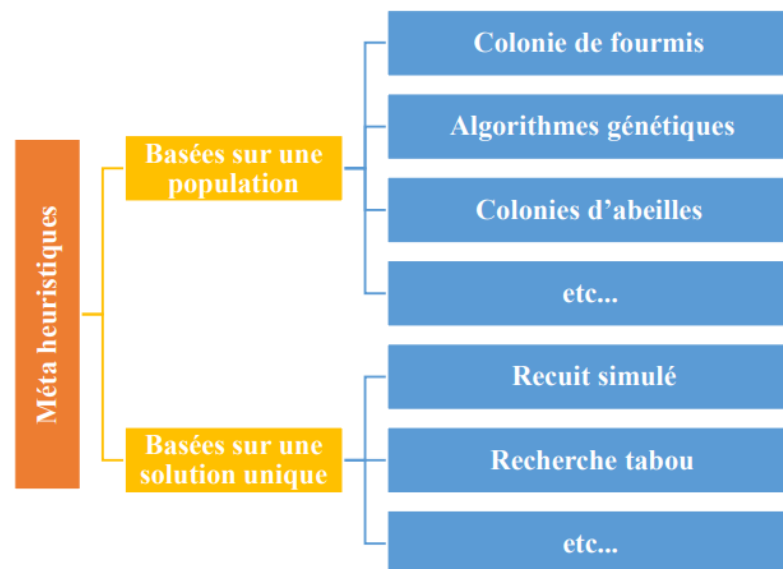 Méta heuristiques
Basées sur une
population
Colonie de fourmis
Algorithmes génétiques
Colonies d’abeilles
etc...
Basées sur une
solution unique
Recuit simulé
Recherche tabou
etc...